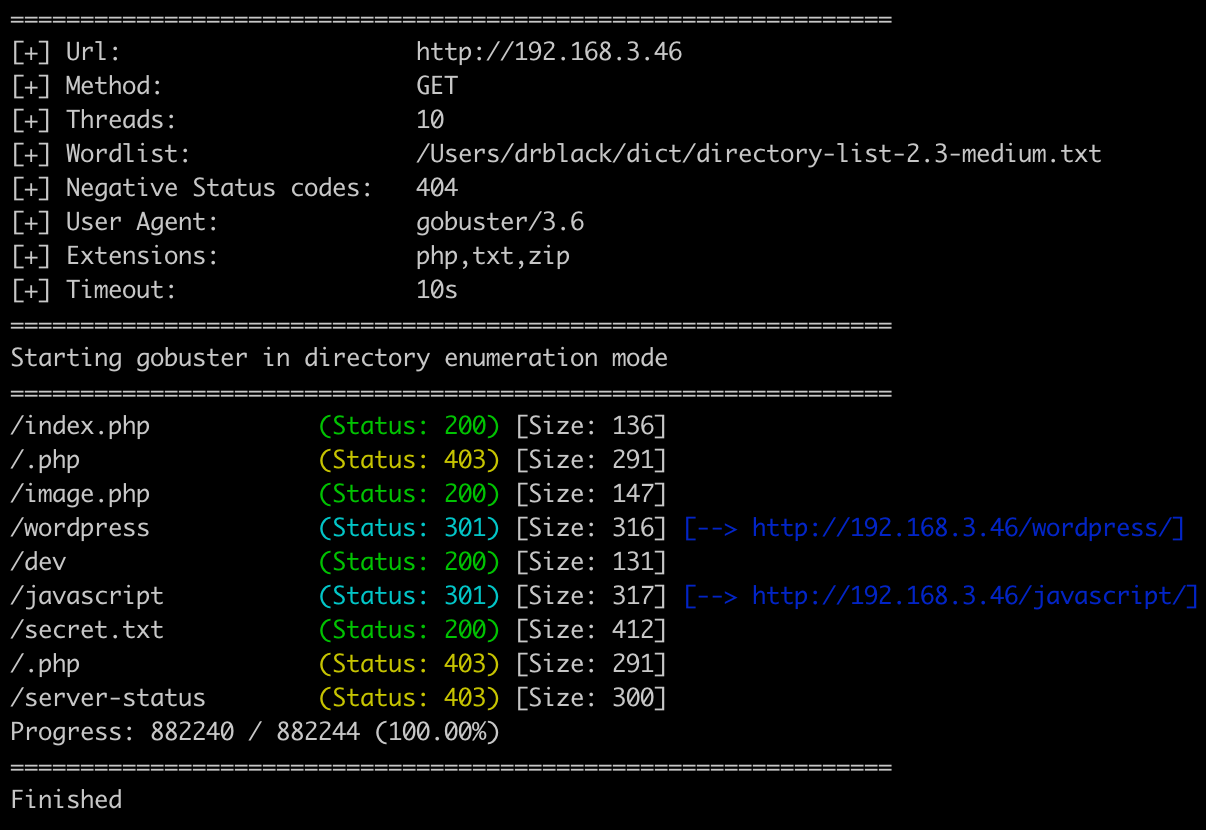 ===============================================================
[+] Url:                     http://192.168.3.46
[+] Method:                  GET
[+] Threads:                 10
[+] Wordlist:                /Users/drblack/dict/directory-list-2.3-medium.txt
[+] Negative Status codes:   404
[+] User Agent:              gobuster/3.6
[+] Extensions:              php,txt,zip
[+] Timeout:                 10s
===============================================================
Starting gobuster in directory enumeration mode
===============================================================
/index.php            (Status: 200) [Size: 136]
/.php                 (Status: 403) [Size: 291]
/image.php            (Status: 200) [Size: 147]
/wordpress            (Status: 301) [Size: 316] [--> http://192.168.3.46/wordpress/]
/dev                  (Status: 200) [Size: 131]
/javascript           (Status: 301) [Size: 317] [--> http://192.168.3.46/javascript/]
/secret.txt           (Status: 200) [Size: 412]
/.php                 (Status: 403) [Size: 291]
/server-status        (Status: 403) [Size: 300]
Progress: 882240 / 882244 (100.00%)
===============================================================
Finished